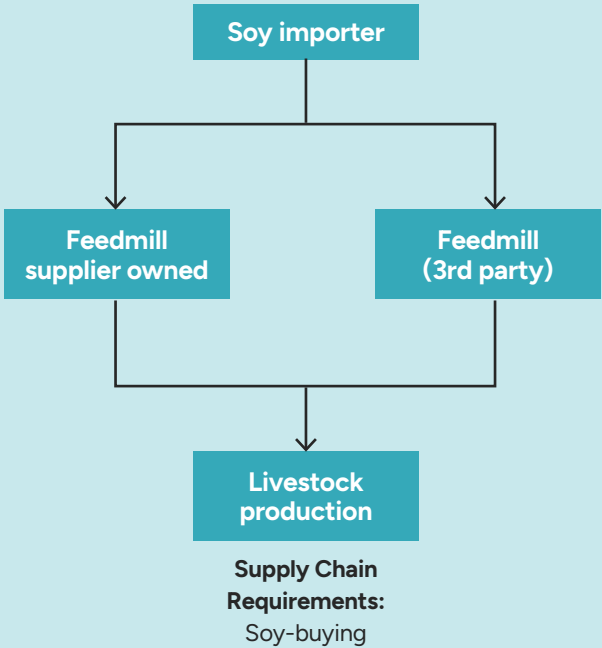 Soy importer
Feedmill
supplier owned
Feedmill
(3rd party)
Livestock
production
Supply Chain
Requirements:
Soy-buying